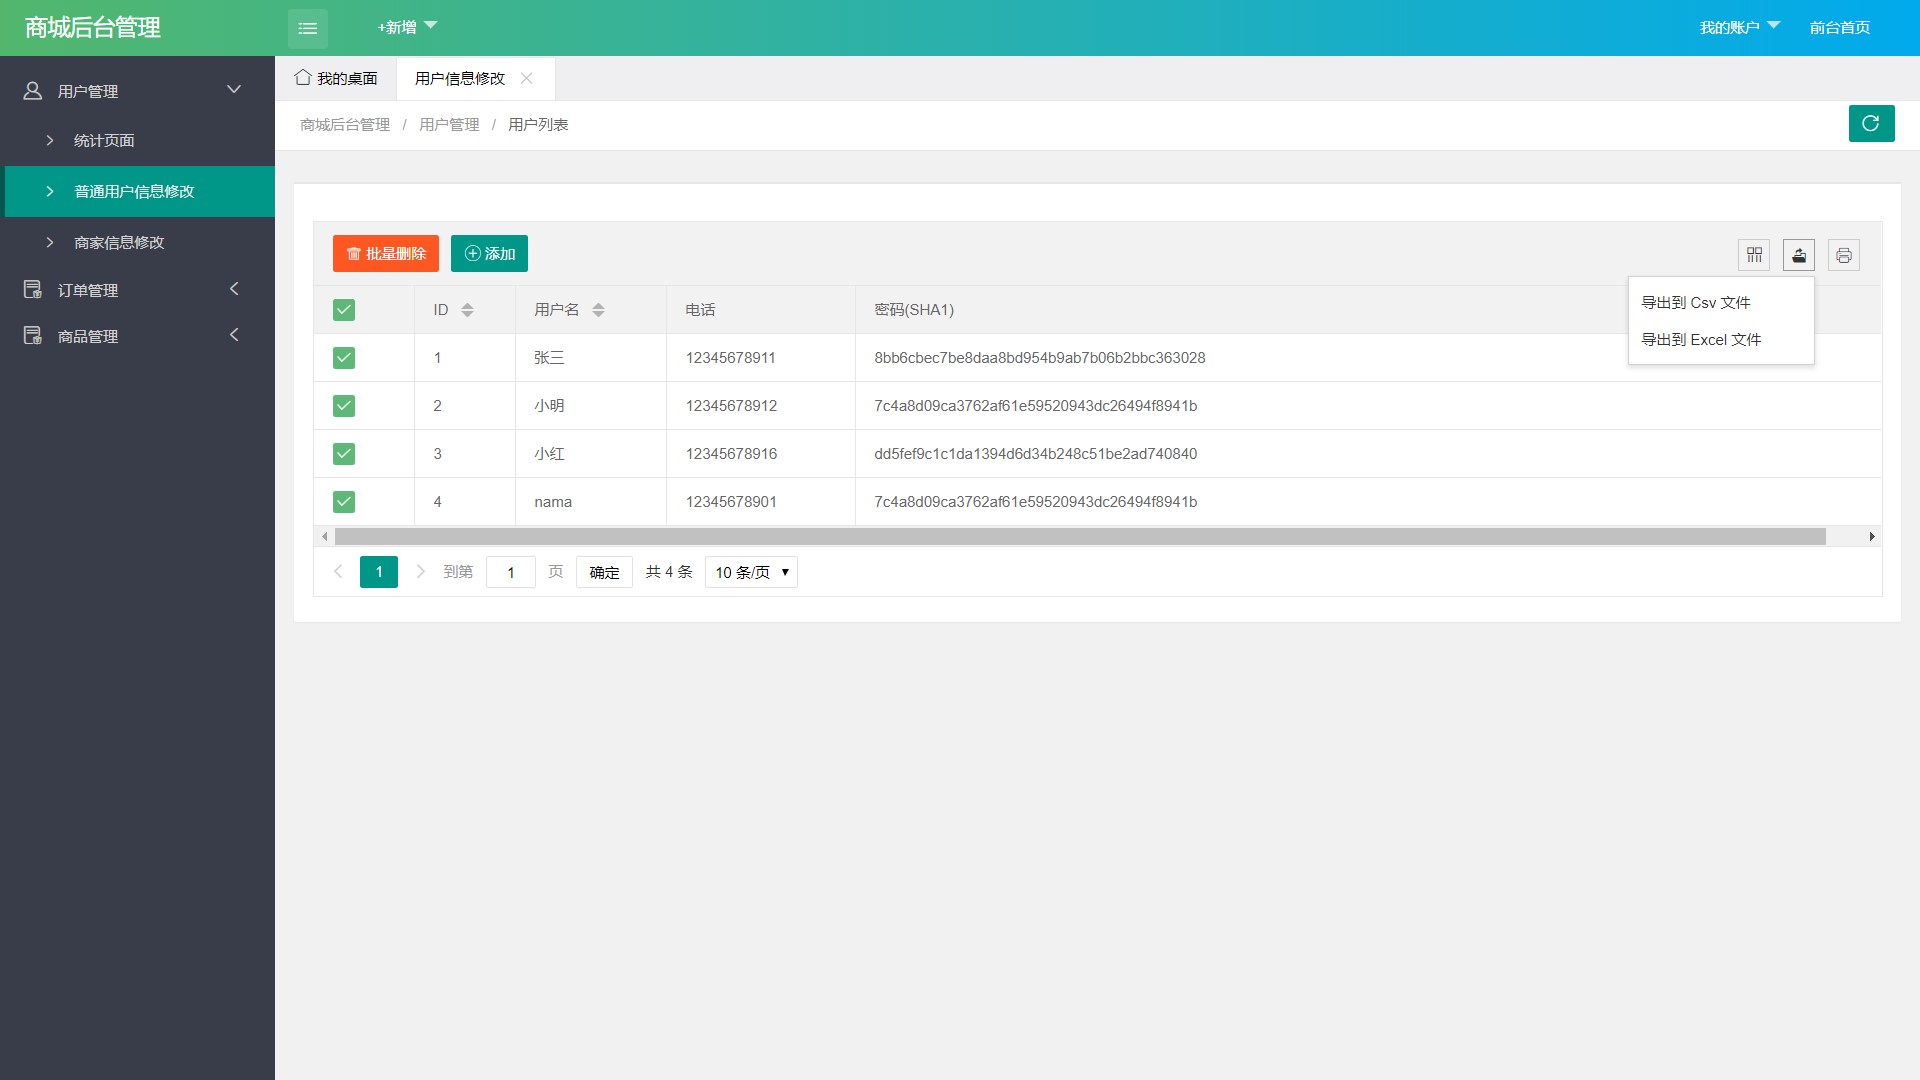 商城后台管理
+新增
我的账户
前台首页
用户管理
统计页面
普通用户信息修改
商家信息修改
订单管理
商品管理
我的桌面
用户信息修改
商城后台管理 / 用户管理 / 用户列表
批量删除
添加
导出到 Csv 文件
导出到 Excel 文件
ID 用户名 电话 密码(SHA1)
1 张三 12345678911 8bb6cbec7be8daa8bd954b9ab7b06b2bbc363028
2 小明 12345678912 7c4a8d09ca3762af61e59520943dc26494f8941b
3 小红 12345678916 dd5fef9c1c1da1394d6d34b248c51be2ad740840
4 nama 12345678901 7c4a8d09ca3762af61e59520943dc26494f8941b
1 到第 1 页 确定 共 4 条 10 条/页